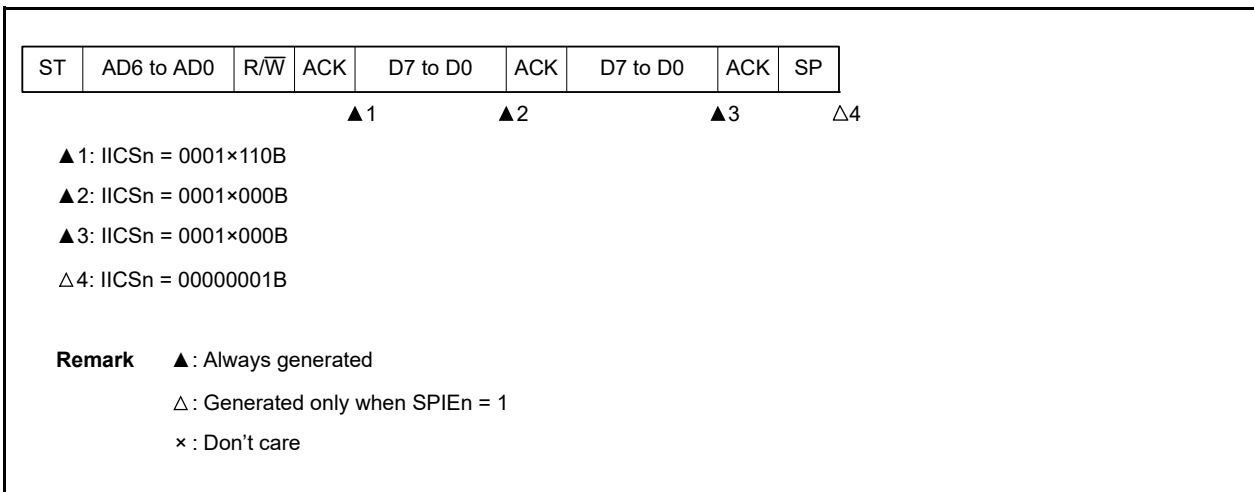 ST AD6 to AD0 R/W̅ ACK D7 to D0 ACK D7 to D0 ACK SP
▲1 ▲2 ▲3 △4
▲1: IICSn = 0001×110B
▲2: IICSn = 0001×000B
▲3: IICSn = 0001×000B
△4: IICSn = 00000001B
Remark ▲: Always generated
△: Generated only when SPIEn = 1
×: Don't care